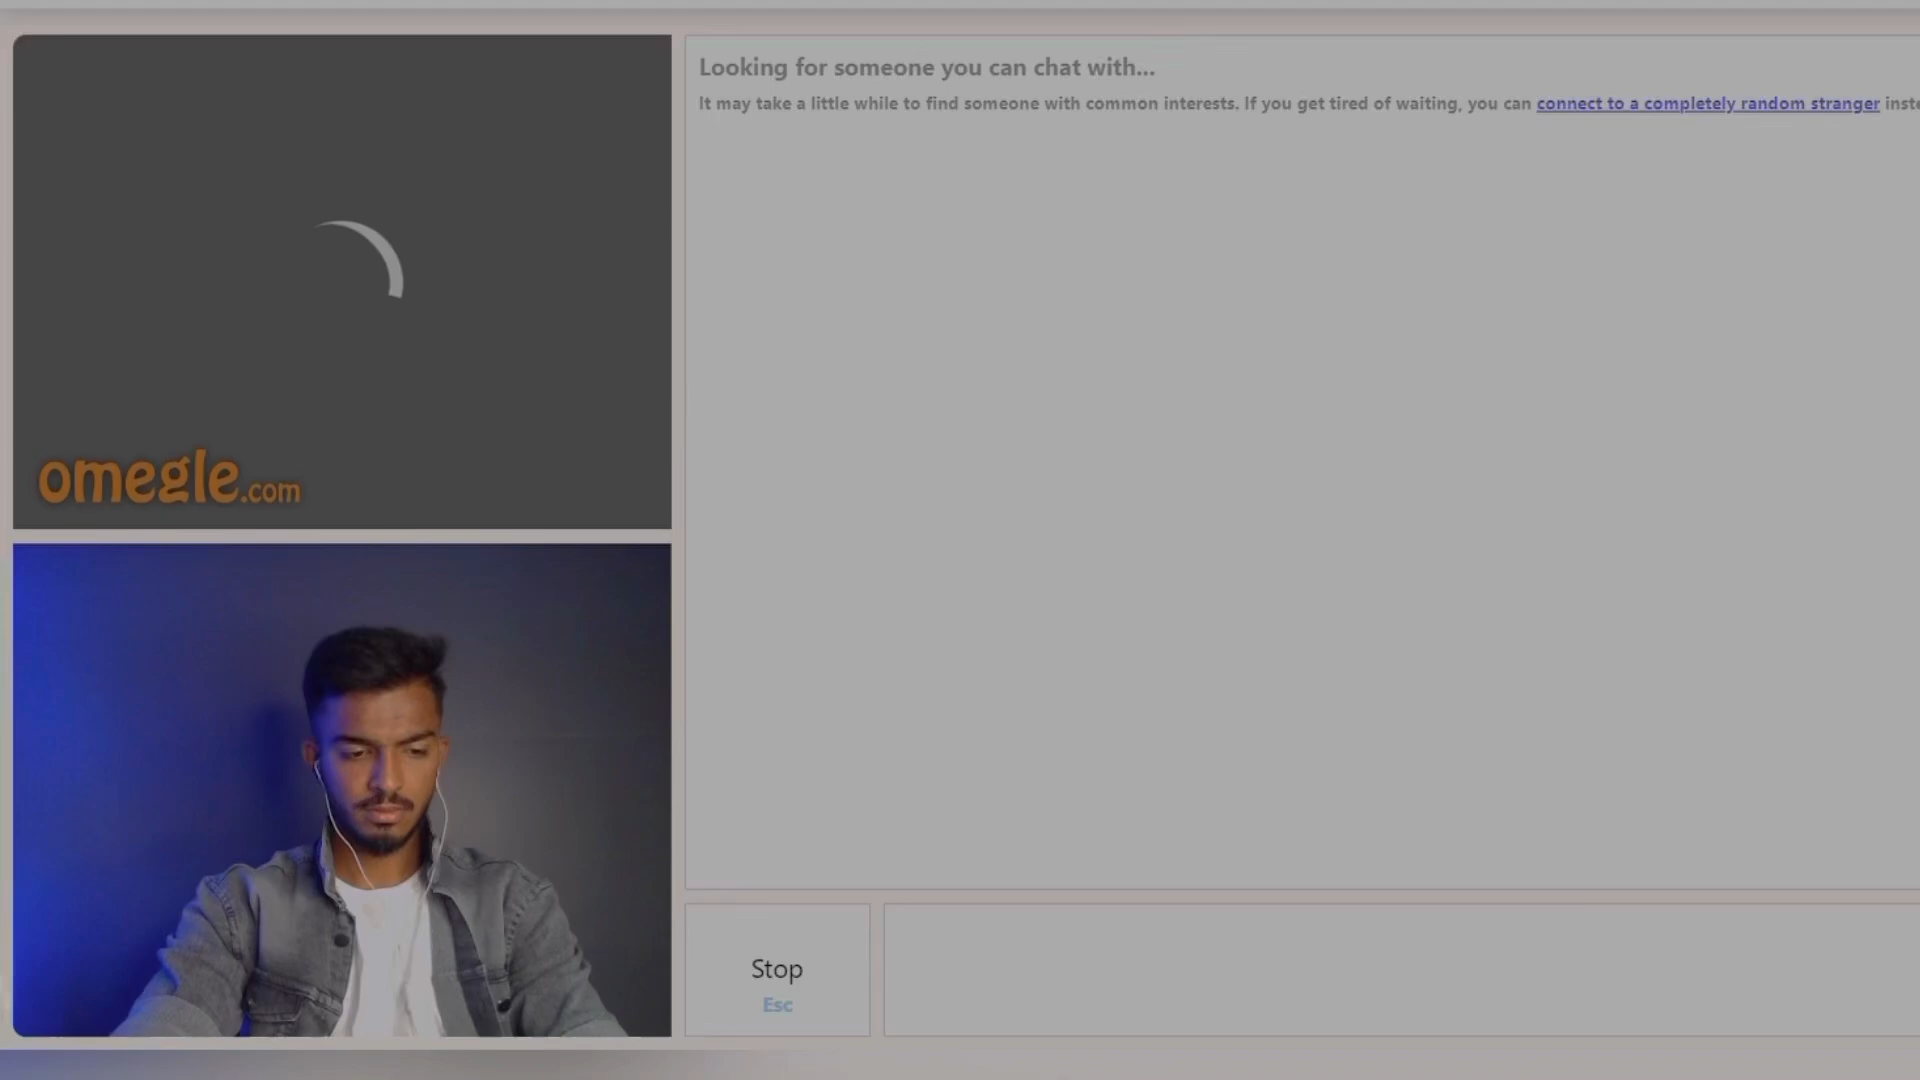 Looking for someone you can chat with...
It may take a little while to find someone with common interests. If you get tired of waiting, you can connect to a completely random stranger
omegle.com
Stop
Esc